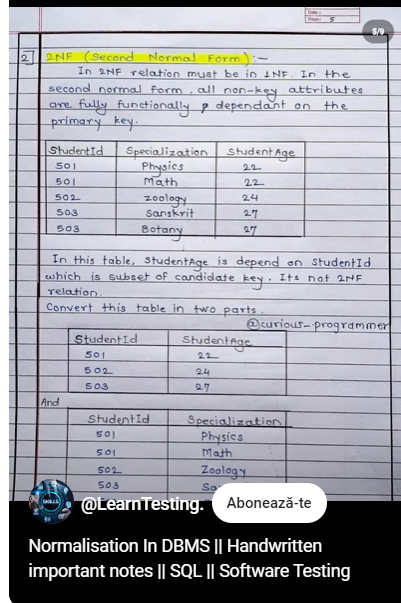 Date :
Page : 5
5/9
2 2NF (Second Normal Form) :-
In 2NF relation must be in 1NF. In the
second normal form, all non-key attributes
are fully functionally dependant on the
primary key.
StudentId Specialization StudentAge
501 Physics 22
501 Math 22
502 zoology 24
503 Sanskrit 27
503 Botany 27
In this table, StudentAge is depend on StudentId
which is subset of candidate key. Its not 2NF
relation.
Convert this table in two parts.
@curious_.programmer
StudentId StudentAge
501 22
502 24
503 27
And
StudentId Specialization
501 Physics
501 Math
502 Zoology
503
SKILLS
@LearnTesting. Abonează-te
Normalisation In DBMS || Handwritten
important notes || SQL || Software Testing